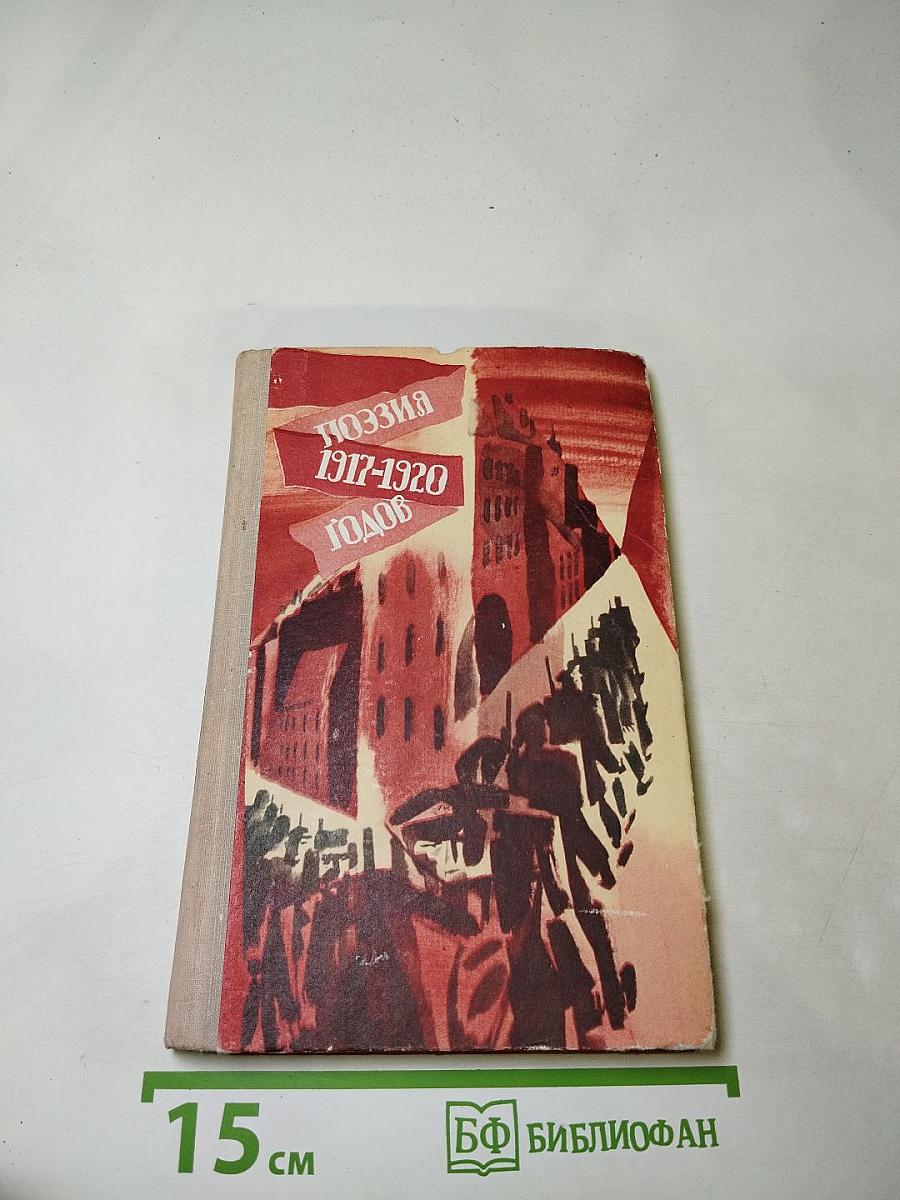 ПОЭЗИЯ
1917-1920
ГОДОВ
15 см
БФ БИБЛИОФАН